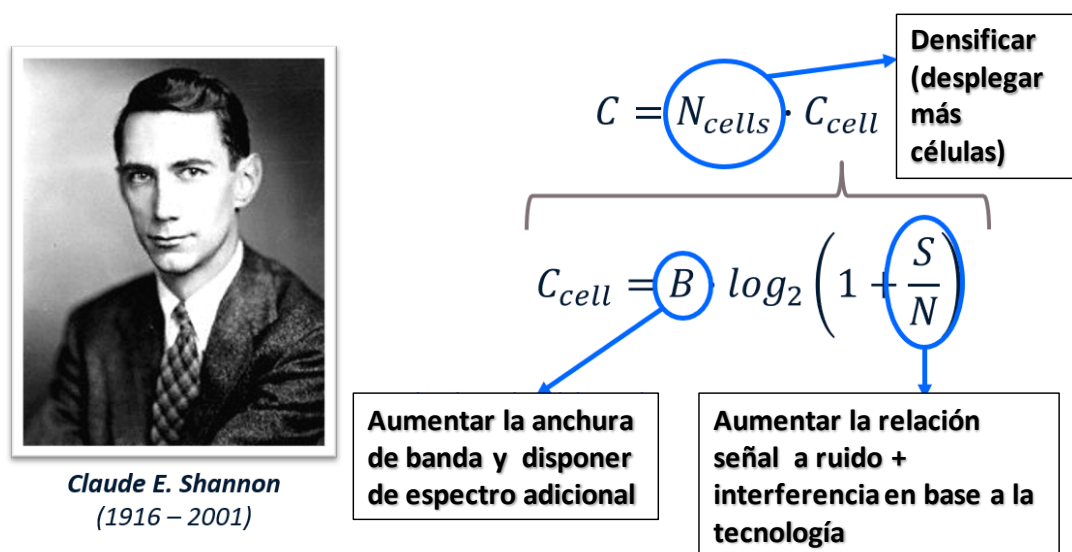 Densificar
(desplegar
más
células)
C = N_cells · C_cell
C_cell = B · log_2 (1 + S/N)
Aumentar la anchura
de banda y disponer
de espectro adicional
Aumentar la relación
señal a ruido +
interferencia en base a la
tecnología
Claude E. Shannon
(1916 – 2001)